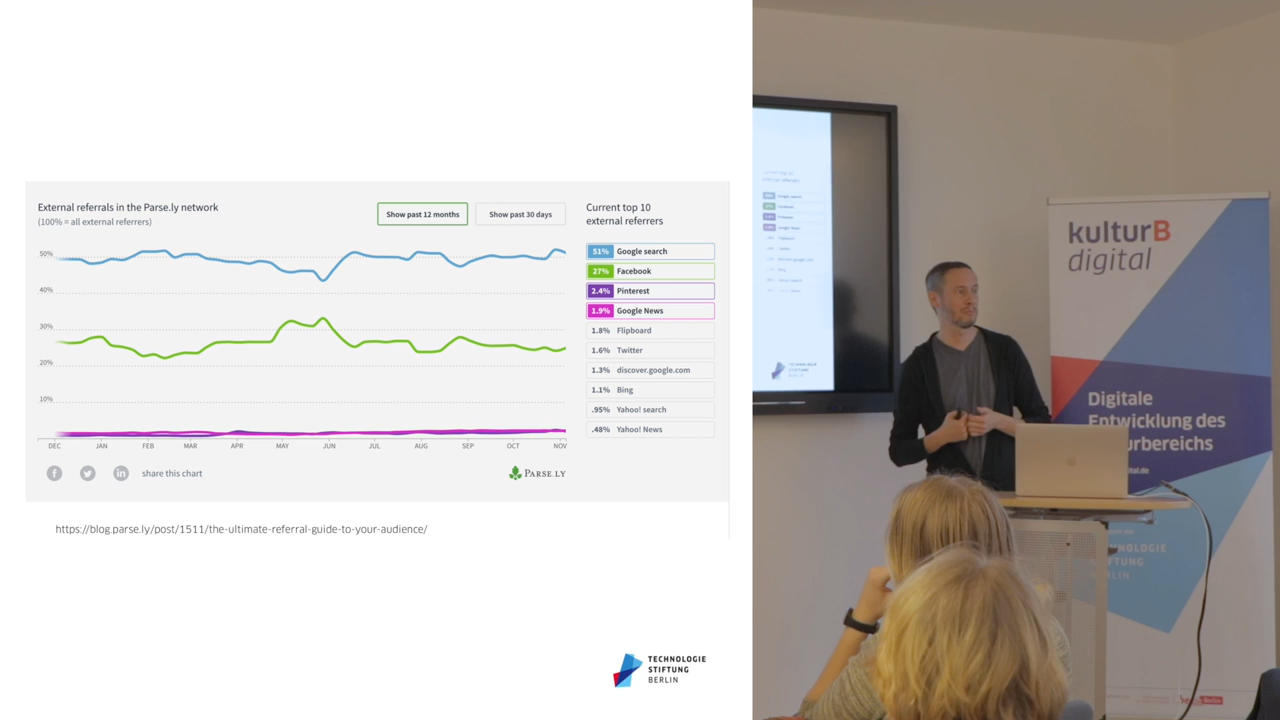 External referrals in the Parse.ly network
(100% = all external referrers)
Show past 12 months
Show past 30 days
50%
40%
30%
20%
10%
DEC JAN FEB MAR APR MAY JUN JUL AUG SEP OCT NOV
share this chart
PARSE.LY
Current top 10
external referrers
51% Google search
27% Facebook
2.4% Pinterest
1.9% Google News
1.8% Flipboard
1.6% Twitter
1.3% discover.google.com
1.1% Bing
.95% Yahoo! search
.48% Yahoo! News
https://blog.parse.ly/post/1511/the-ultimate-referral-guide-to-your-audience/
TECHNOLOGIE
STIFTUNG
BERLIN
kulturB
digital
Digitale
Entwicklung des